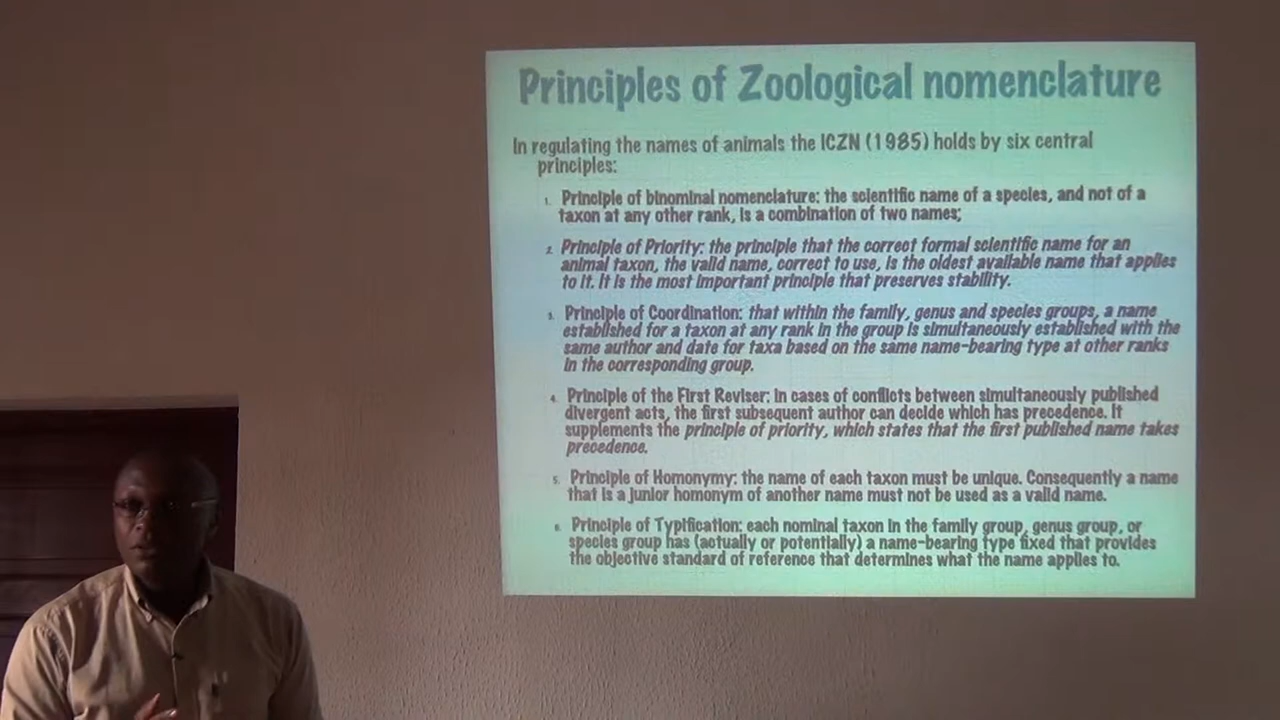 Principles of Zoological nomenclature
In regulating the names of animals the ICZN (1985) holds by six central
principles:
1. Principle of binominal nomenclature: the scientific name of a species, and not of a
taxon at any other rank, is a combination of two names;
2. Principle of Priority: the principle that the correct formal scientific name for an
animal taxon, the valid name, correct to use, is the oldest available name that applies
to it. It is the most important principle that preserves stability.
3. Principle of Coordination: that within the family, genus and species groups, a name
established for a taxon at any rank in the group is simultaneously established with the
same author and date for taxa based on the same name-bearing type at other ranks
in the corresponding group.
4. Principle of the First Reviser: in cases of conflicts between simultaneously published
divergent acts, the first subsequent author can decide which has precedence. It
supplements the principle of priority, which states that the first published name takes
precedence.
5. Principle of Homonymy: the name of each taxon must be unique. Consequently a name
that is a junior homonym of another name must not be used as a valid name.
6. Principle of Typification: each nominal taxon in the family group, genus group, or
species group has (actually or potentially) a name-bearing type fixed that provides
the objective standard of reference that determines what the name applies to.